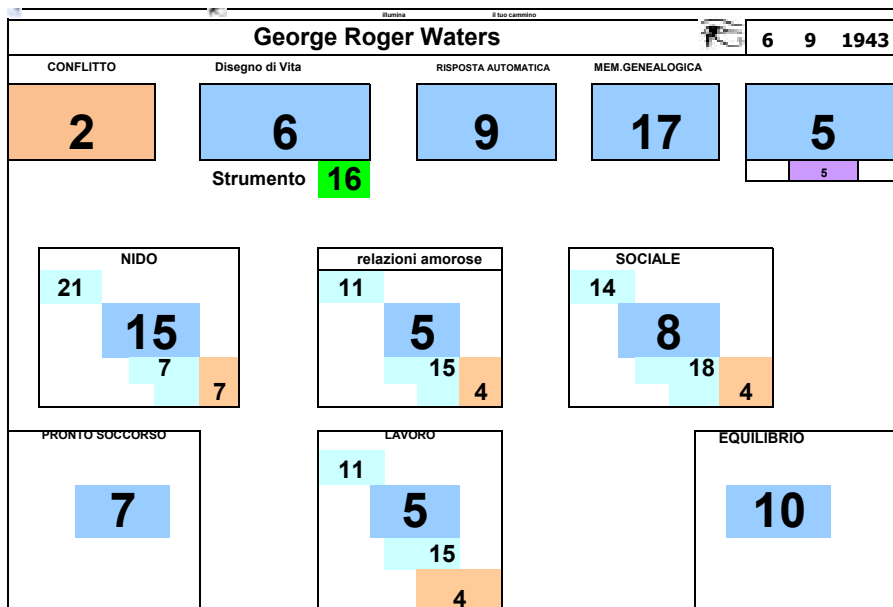 illumina il tuo cammino
George Roger Waters 6 9 1943
CONFLITTO Disegno di Vita RISPOSTA AUTOMATICA MEM.GENEALOGICA
2 6 9 17 5
Strumento 16 5
NIDO relazioni amorose SOCIALE
21 11 14
15 5 8
7 15 18
7 4 4
PRONTO SOCCORSO LAVORO EQUILIBRIO
11
7 5 10
15
4